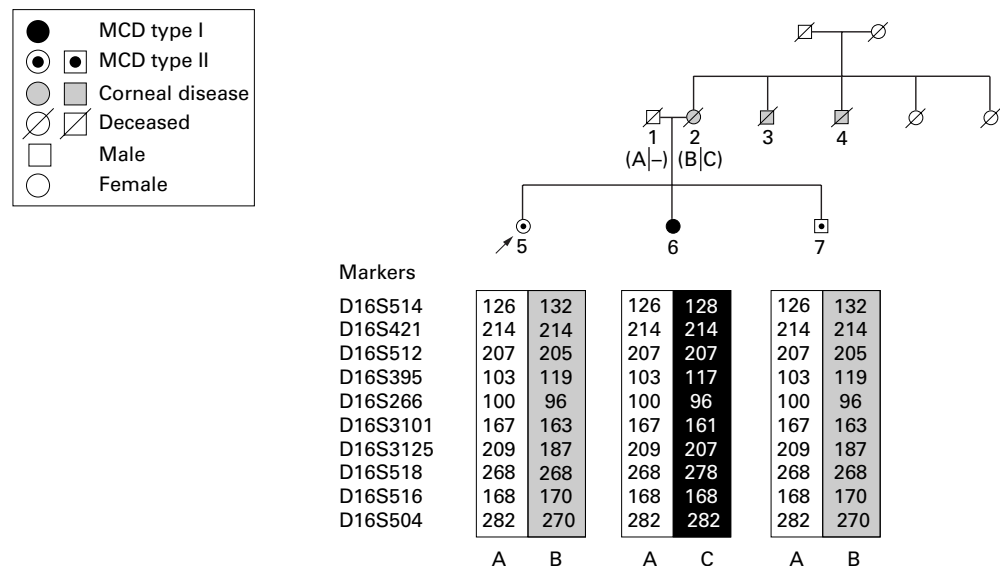 MCD type I
MCD type II
Corneal disease
Deceased
Male
Female
1 2 3 4
(A|–) (B|C)
5 6 7
Markers
D16S514 126 132 126 128 126 132
D16S421 214 214 214 214 214 214
D16S512 207 205 207 207 207 205
D16S395 103 119 103 117 103 119
D16S266 100 96 100 96 100 96
D16S3101 167 163 167 161 167 163
D16S3125 209 187 209 207 209 187
D16S518 268 268 268 278 268 268
D16S516 168 170 168 168 168 170
D16S504 282 270 282 282 282 270
A B A C A B